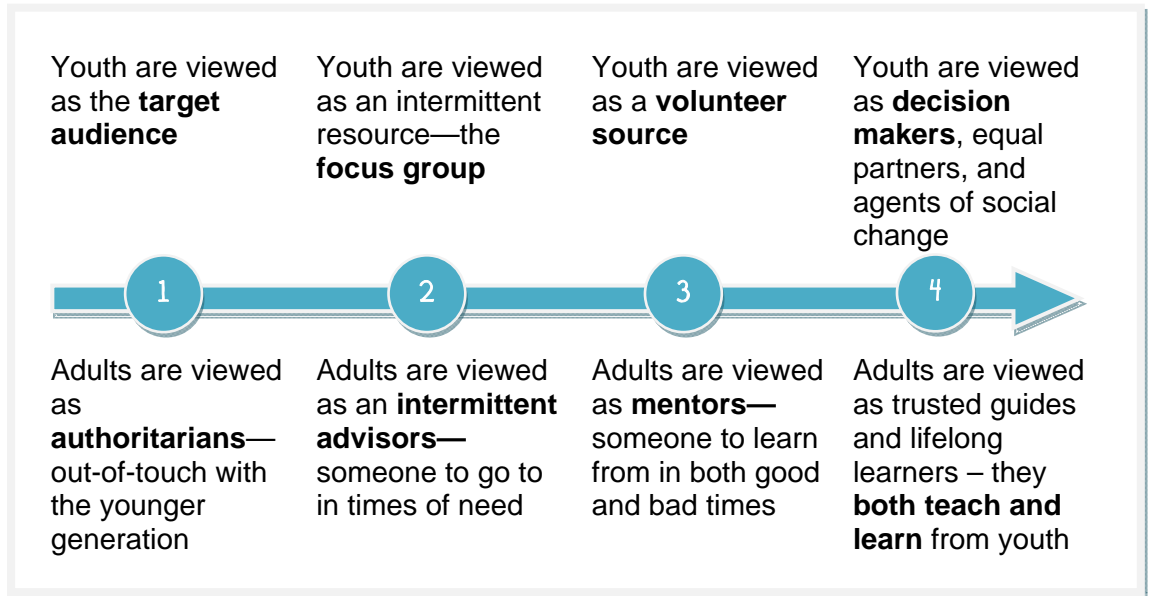 Youth are viewed
as the target
audience
Youth are viewed
as an intermittent
resource—the
focus group
Youth are viewed
as a volunteer
source
Youth are viewed
as decision
makers, equal
partners, and
agents of social
change
1
2
3
4
Adults are viewed
as
authoritarians—
out-of-touch with
the younger
generation
Adults are viewed
as an intermittent
advisors—
someone to go to
in times of need
Adults are viewed
as mentors—
someone to learn
from in both good
and bad times
Adults are viewed
as trusted guides
and lifelong
learners – they
both teach and
learn from youth